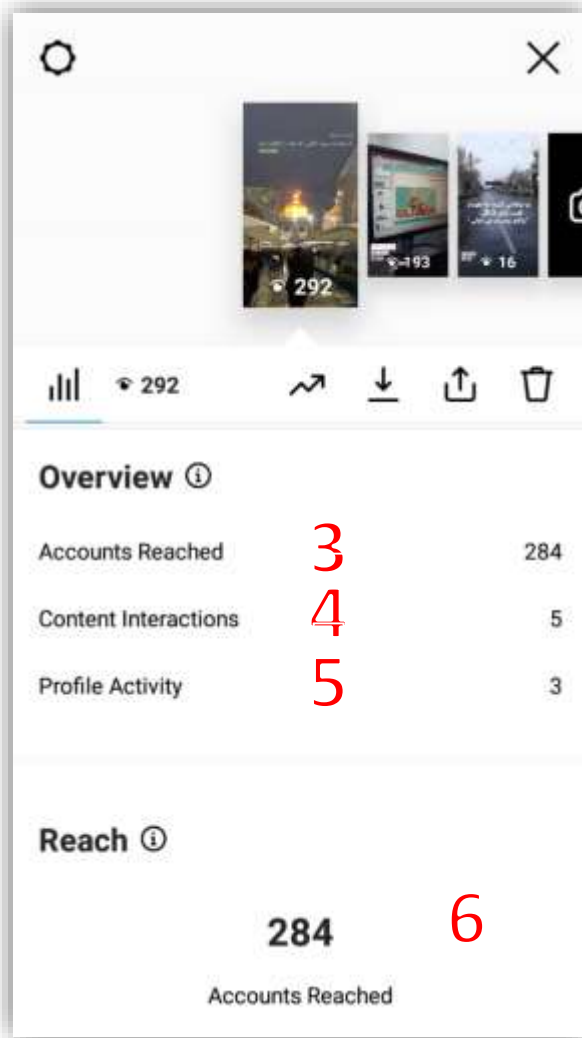 292
193
16
292
Overview
Accounts Reached 3 284
Content Interactions 4 5
Profile Activity 5 3
Reach
284 6
Accounts Reached